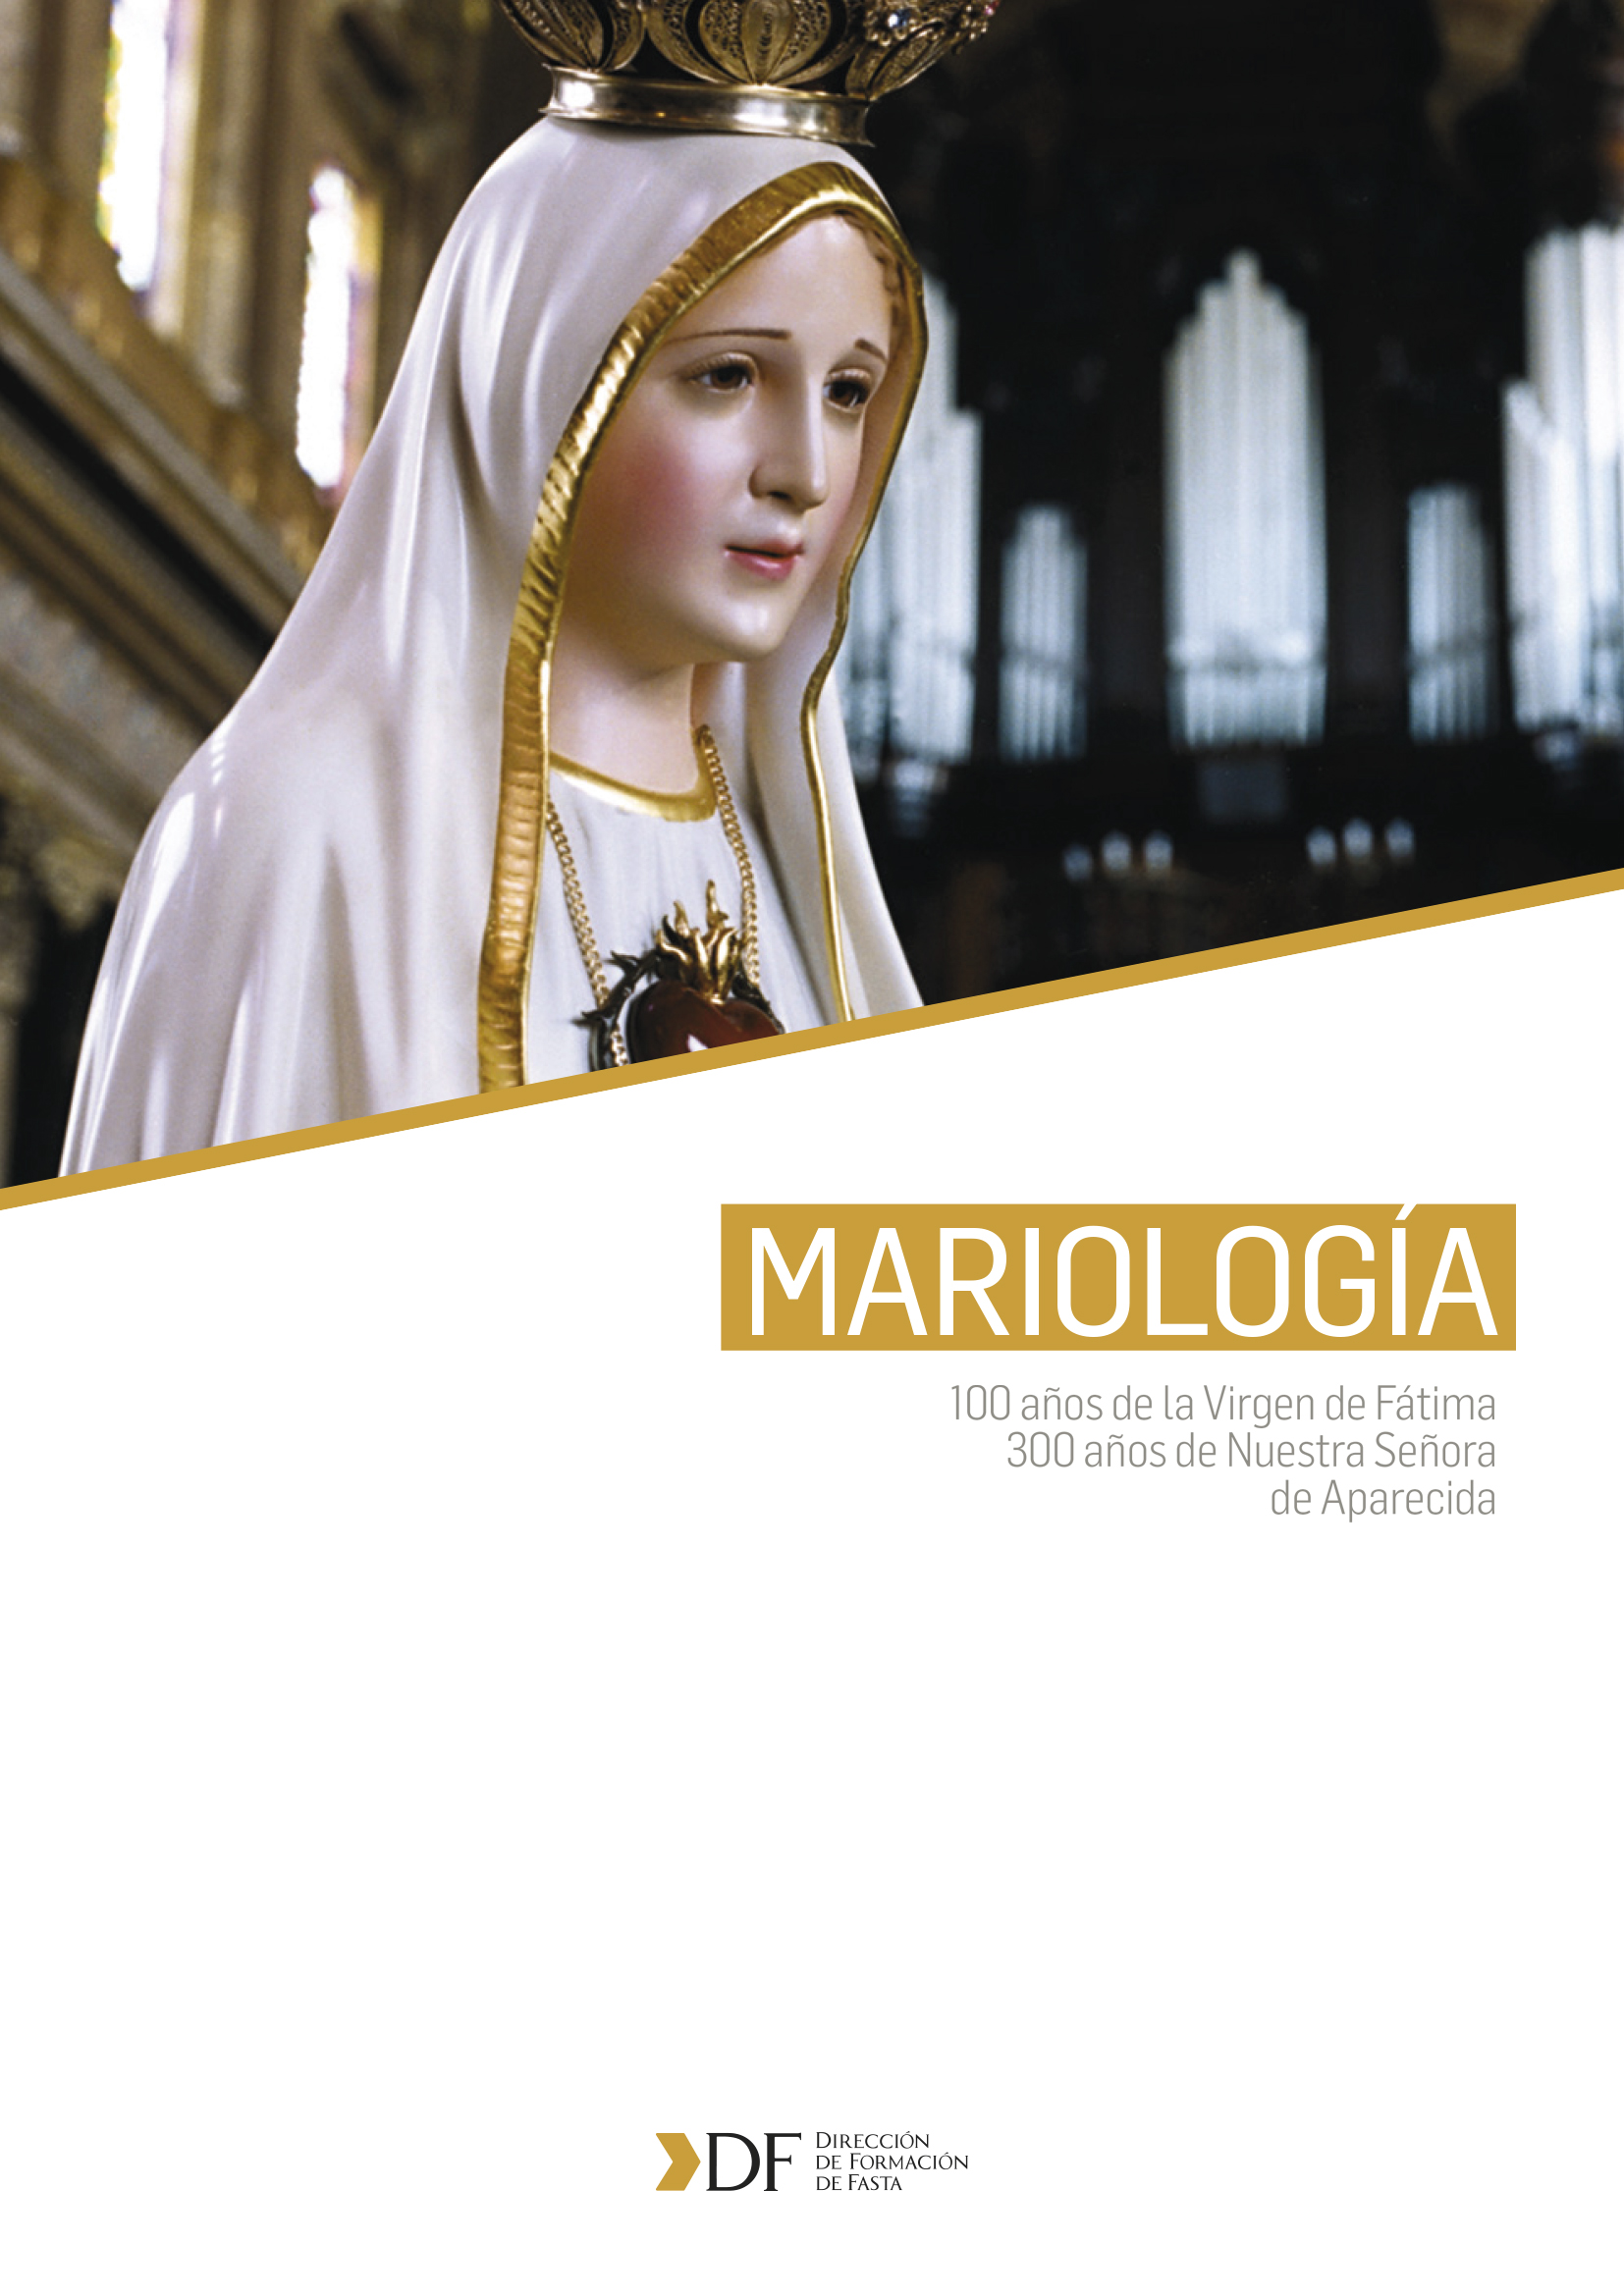 MARIOLOGÍA
100 años de la Virgen de Fátima
300 años de Nuestra Señora
de Aparecida
DF
DIRECCIÓN
DE FORMACIÓN
DE FASTA